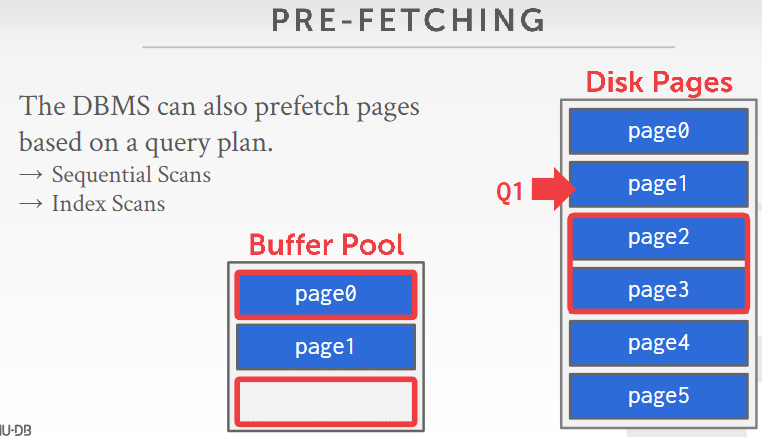 PRE-FETCHING
The DBMS can also prefetch pages
based on a query plan.
→ Sequential Scans
→ Index Scans
Buffer Pool
page0
page1
Q1
Disk Pages
page0
page1
page2
page3
page4
page5
U·DB